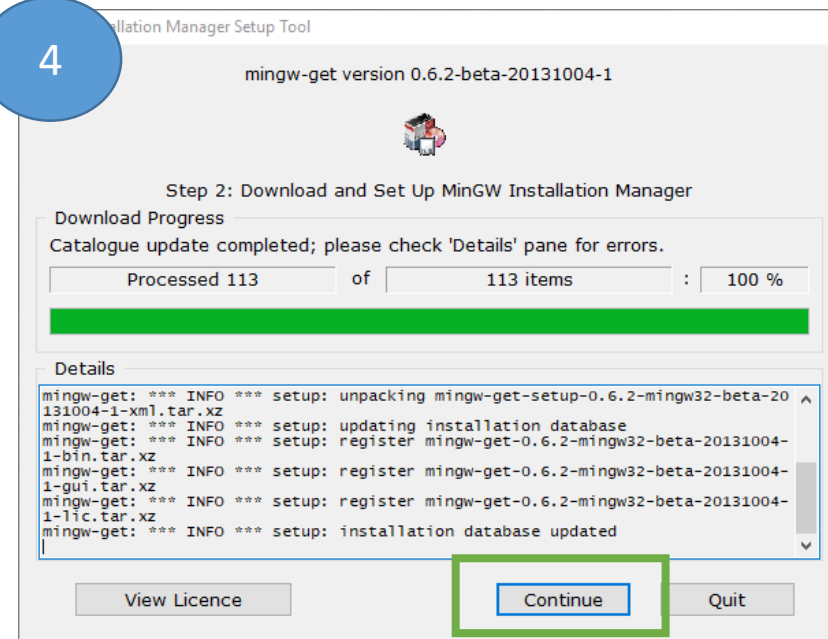 4
Installation Manager Setup Tool
mingw-get version 0.6.2-beta-20131004-1
Step 2: Download and Set Up MinGW Installation Manager
Download Progress
Catalogue update completed; please check 'Details' pane for errors.
Processed 113 of 113 items : 100 %
Details
mingw-get: *** INFO *** setup: unpacking mingw-get-setup-0.6.2-mingw32-beta-20
131004-1-xml.tar.xz
mingw-get: *** INFO *** setup: updating installation database
mingw-get: *** INFO *** setup: register mingw-get-0.6.2-mingw32-beta-20131004-
1-bin.tar.xz
mingw-get: *** INFO *** setup: register mingw-get-0.6.2-mingw32-beta-20131004-
1-gui.tar.xz
mingw-get: *** INFO *** setup: register mingw-get-0.6.2-mingw32-beta-20131004-
1-lic.tar.xz
mingw-get: *** INFO *** setup: installation database updated
View Licence Continue Quit